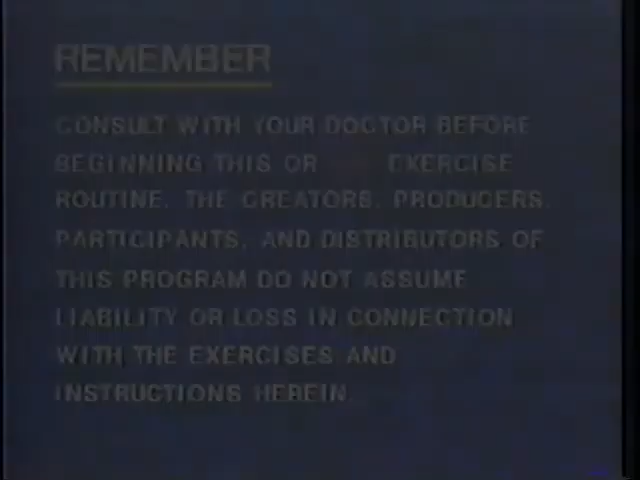 REMEMBER
CONSULT WITH YOUR DOCTOR BEFORE
BEGINNING THIS OR EXERCISE
ROUTINE. THE CREATORS, PRODUCERS,
PARTICIPANTS, AND DISTRIBUTORS OF
THIS PROGRAM DO NOT ASSUME
LIABILITY OR LOSS IN CONNECTION
WITH THE EXERCISES AND
INSTRUCTIONS HEREIN